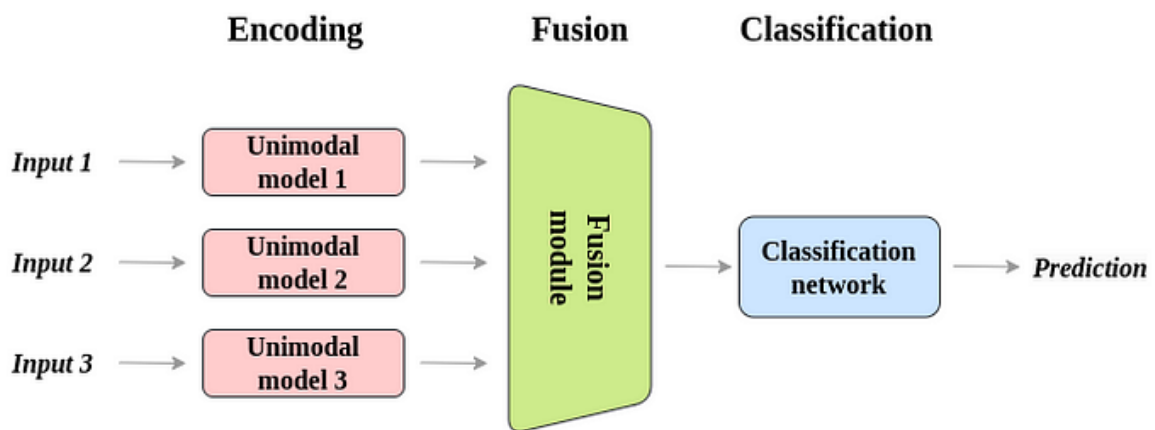 Encoding
Fusion
Classification
Input 1
Unimodal
model 1
Input 2
Unimodal
model 2
Input 3
Unimodal
model 3
Fusion
module
Classification
network
Prediction